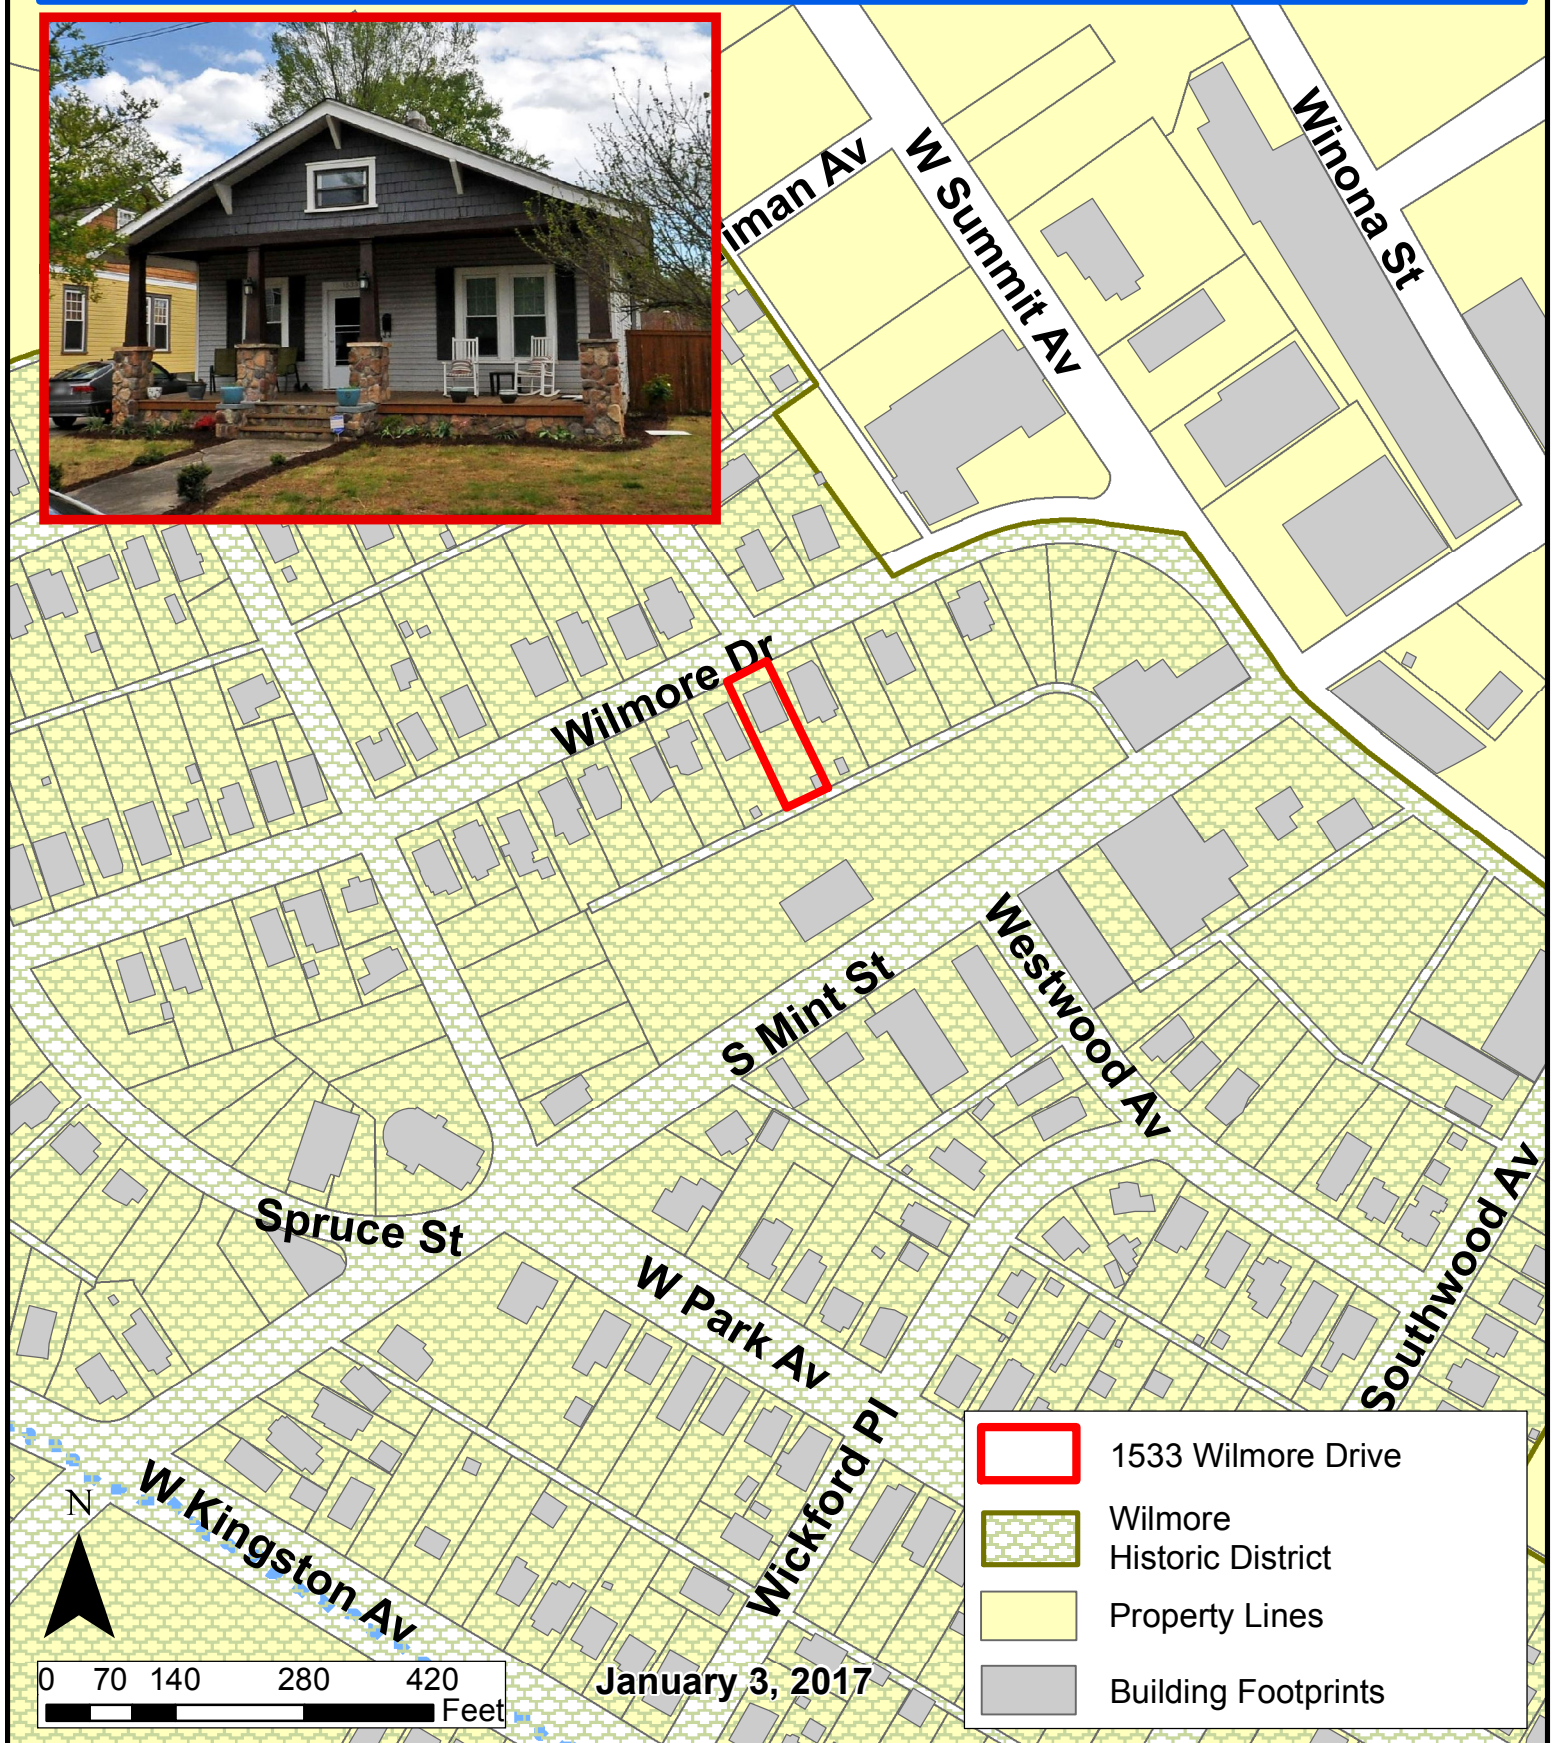 Winona St
W Summit Av
iman Av
Wilmore Dr
Westwood Av
S Mint St
Southwood Av
Spruce St
W Park Av
Wickford Pl
W Kingston Av
N
0 70 140 280 420
Feet
January 3, 2017
1533 Wilmore Drive
Wilmore
Historic District
Property Lines
Building Footprints